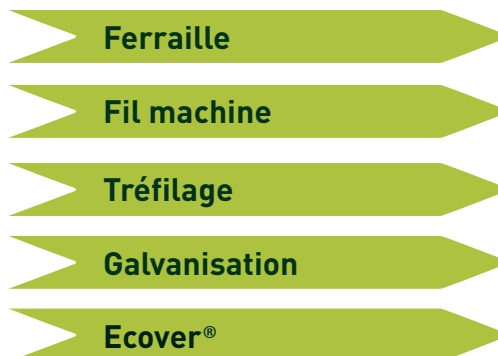 Ferraille
Fil machine
Tréfilage
Galvanisation
Ecover®